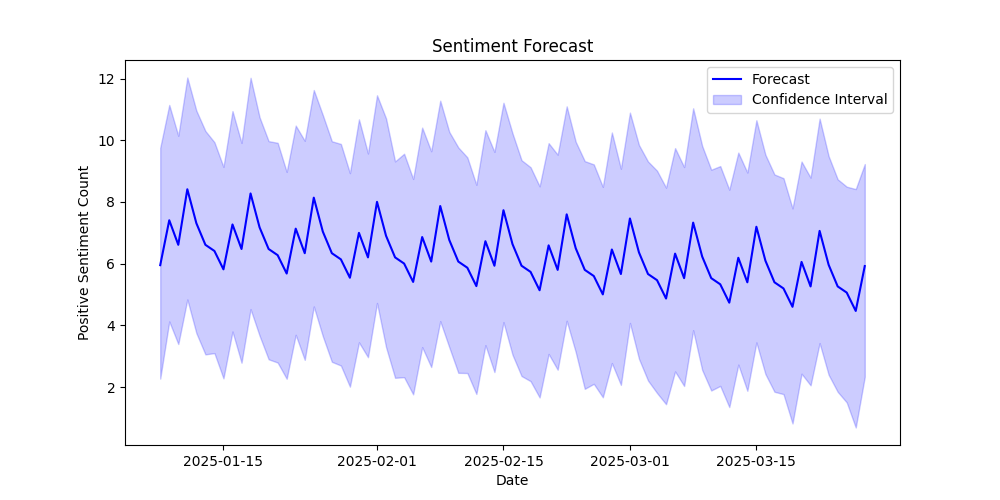 Sentiment Forecast
Forecast
Confidence Interval
Positive Sentiment Count
12
10
8
6
4
2
2025-01-15
2025-02-01
2025-02-15
2025-03-01
2025-03-15
Date